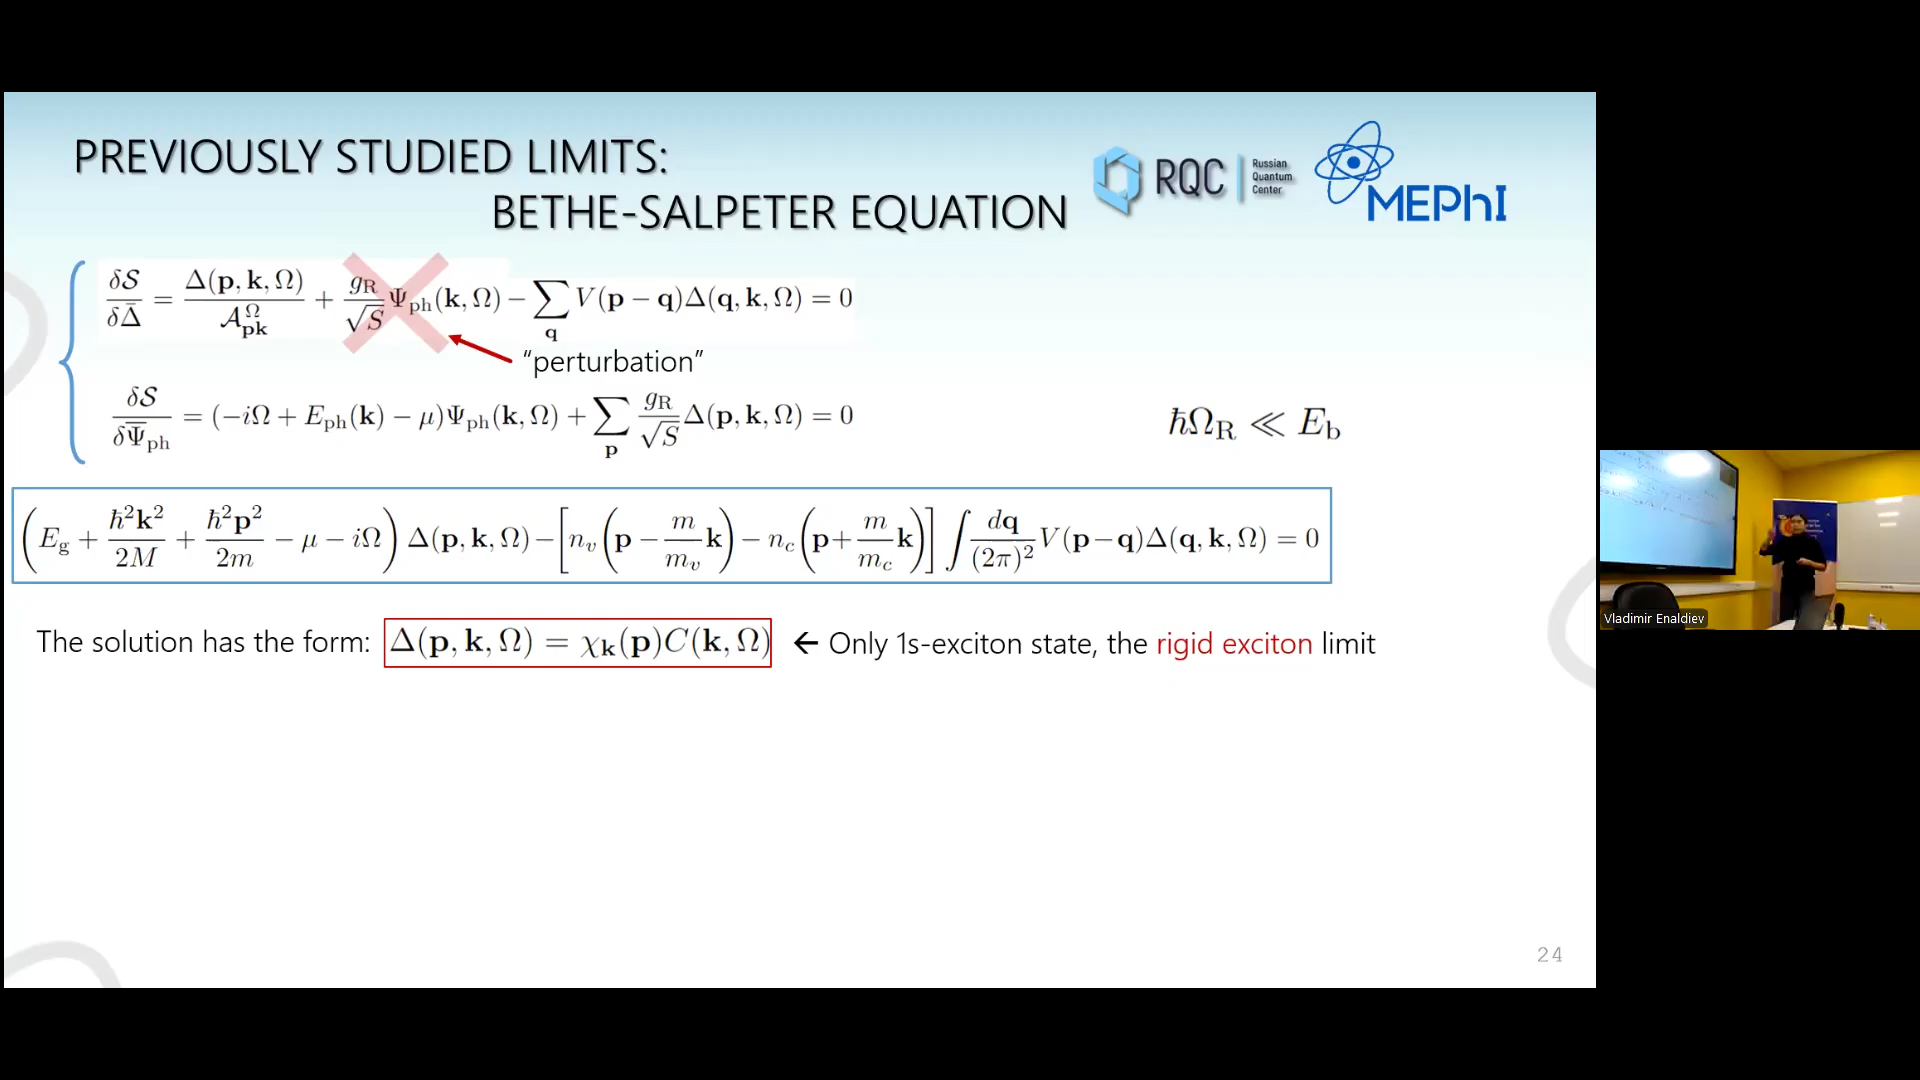 PREVIOUSLY STUDIED LIMITS:
BETHE-SALPETER EQUATION
RQC
Russian
Quantum
Center
MEPhI
δS/δΔ̄ = Δ(p, k, Ω)/𝒜^Ω_pk + g_R/√S Ψ_ph(k, Ω) − ∑_q V(p − q)Δ(q, k, Ω) = 0
“perturbation”
δS/δΨ̄_ph = (−iΩ + E_ph(k) − μ)Ψ_ph(k, Ω) + ∑_p g_R/√S Δ(p, k, Ω) = 0
ħΩ_R ≪ E_b
(E_g + ħ²k²/2M + ħ²p²/2m − μ − iΩ) Δ(p, k, Ω) − [n_v(p − m/m_v k) − n_c(p + m/m_c k)] ∫ dq/(2π)² V(p−q)Δ(q, k, Ω) = 0
The solution has the form: Δ(p, k, Ω) = χ_k(p)C(k, Ω) ← Only 1s-exciton state, the rigid exciton limit
24
Vladimir Enaldiev